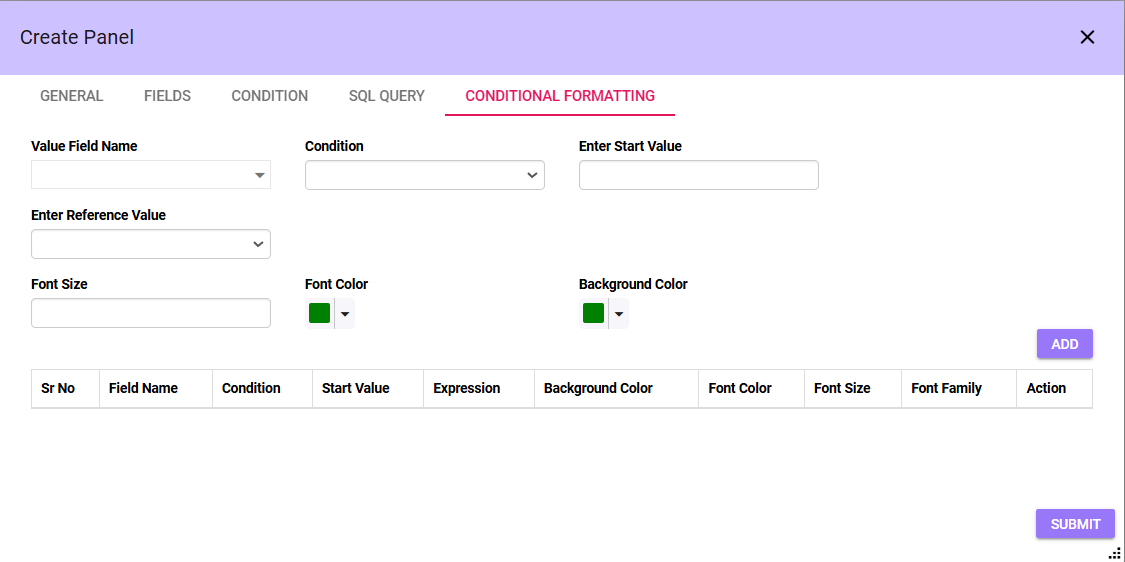 Create Panel
GENERAL FIELDS CONDITION SQL QUERY CONDITIONAL FORMATTING
Value Field Name Condition Enter Start Value
Enter Reference Value
Font Size Font Color Background Color
ADD
Sr No Field Name Condition Start Value Expression Background Color Font Color Font Size Font Family Action
SUBMIT